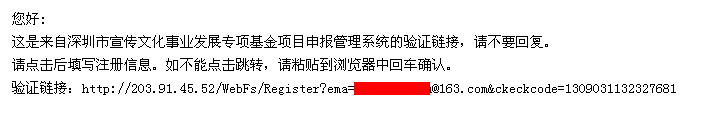 您好:
这是来自深圳市宣传文化事业发展专项基金项目申报管理系统的验证链接，请不要回复。
请点击后填写注册信息。如不能点击跳转，请粘贴到浏览器中回车确认。
验证链接：http://203.91.45.52/WebFs/Register?ema=@163.com&ckeckcode=1309031132327681